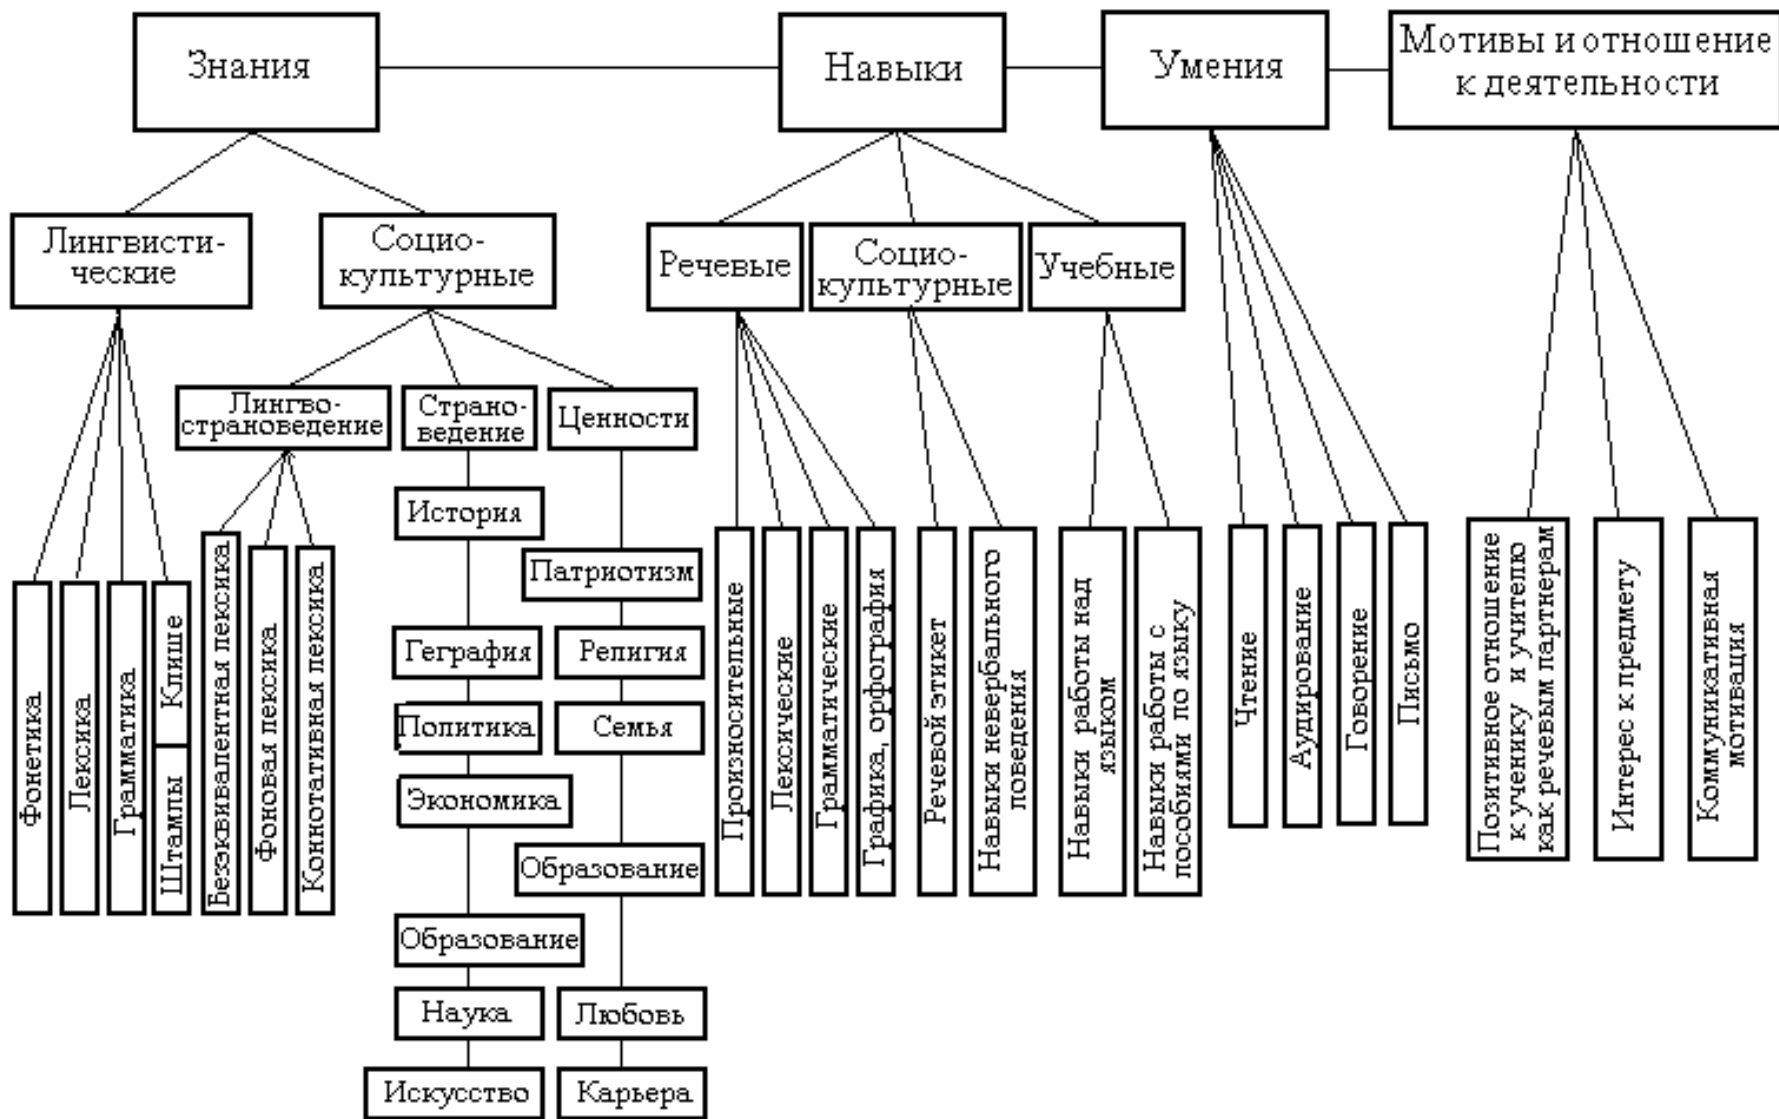 Знания
Навыки
Умения
Мотивы и отношение
к деятельности
Лингвисти-
ческие
Социо-
культурные
Речевые
Социо-
культурные
Учебные
Лингво-
страноведение
Страно-
ведение
Ценности
Фонетика
Лексика
Грамматика
Клише
Штампы
Безэквивалентная пексика
Фоновая пексика
Коннотативная пексика
История
Геграфия
Политика
Экономика
Образование
Наука
Искусство
Патриотизм
Религия
Семья
Образование
Любовь
Карьера
Произносительные
Лексические
Грамматические
Графика, орфография
Речевой этикет
Навыки невербального
поведения
Навыки работы над
языком
Навыки работы с
пособиями по языку
Чтение
Аудирование
Говорение
Письмо
Позитивное отношение
к ученику и учителю
как речевым партнерам
Интерес к предмету
Коммуникативная
мотивация